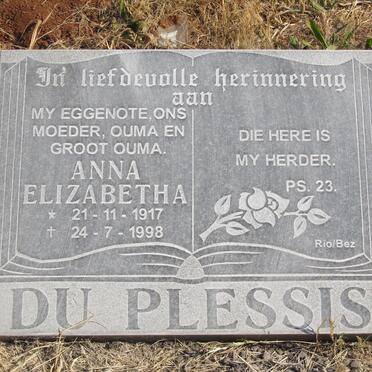 In liefdevolle herinnering
aan
MY EGGENOTE, ONS
MOEDER, OUMA EN
GROOT OUMA.
ANNA
ELIZABETHA
* 21-11-1917
† 24-7-1998
DIE HERE IS
MY HERDER.
PS. 23.
Rio/Bez
DU PLESSIS